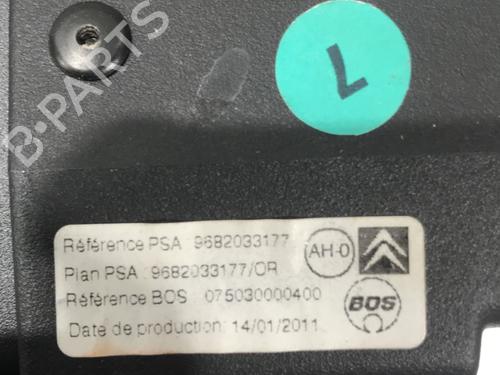 B-PARTS
7
Référence PSA 9682033177
Plan PSA 9682033177/OR
Référence BOS 075030000400
Date de production: 14/01/2011
AH-0
BOS